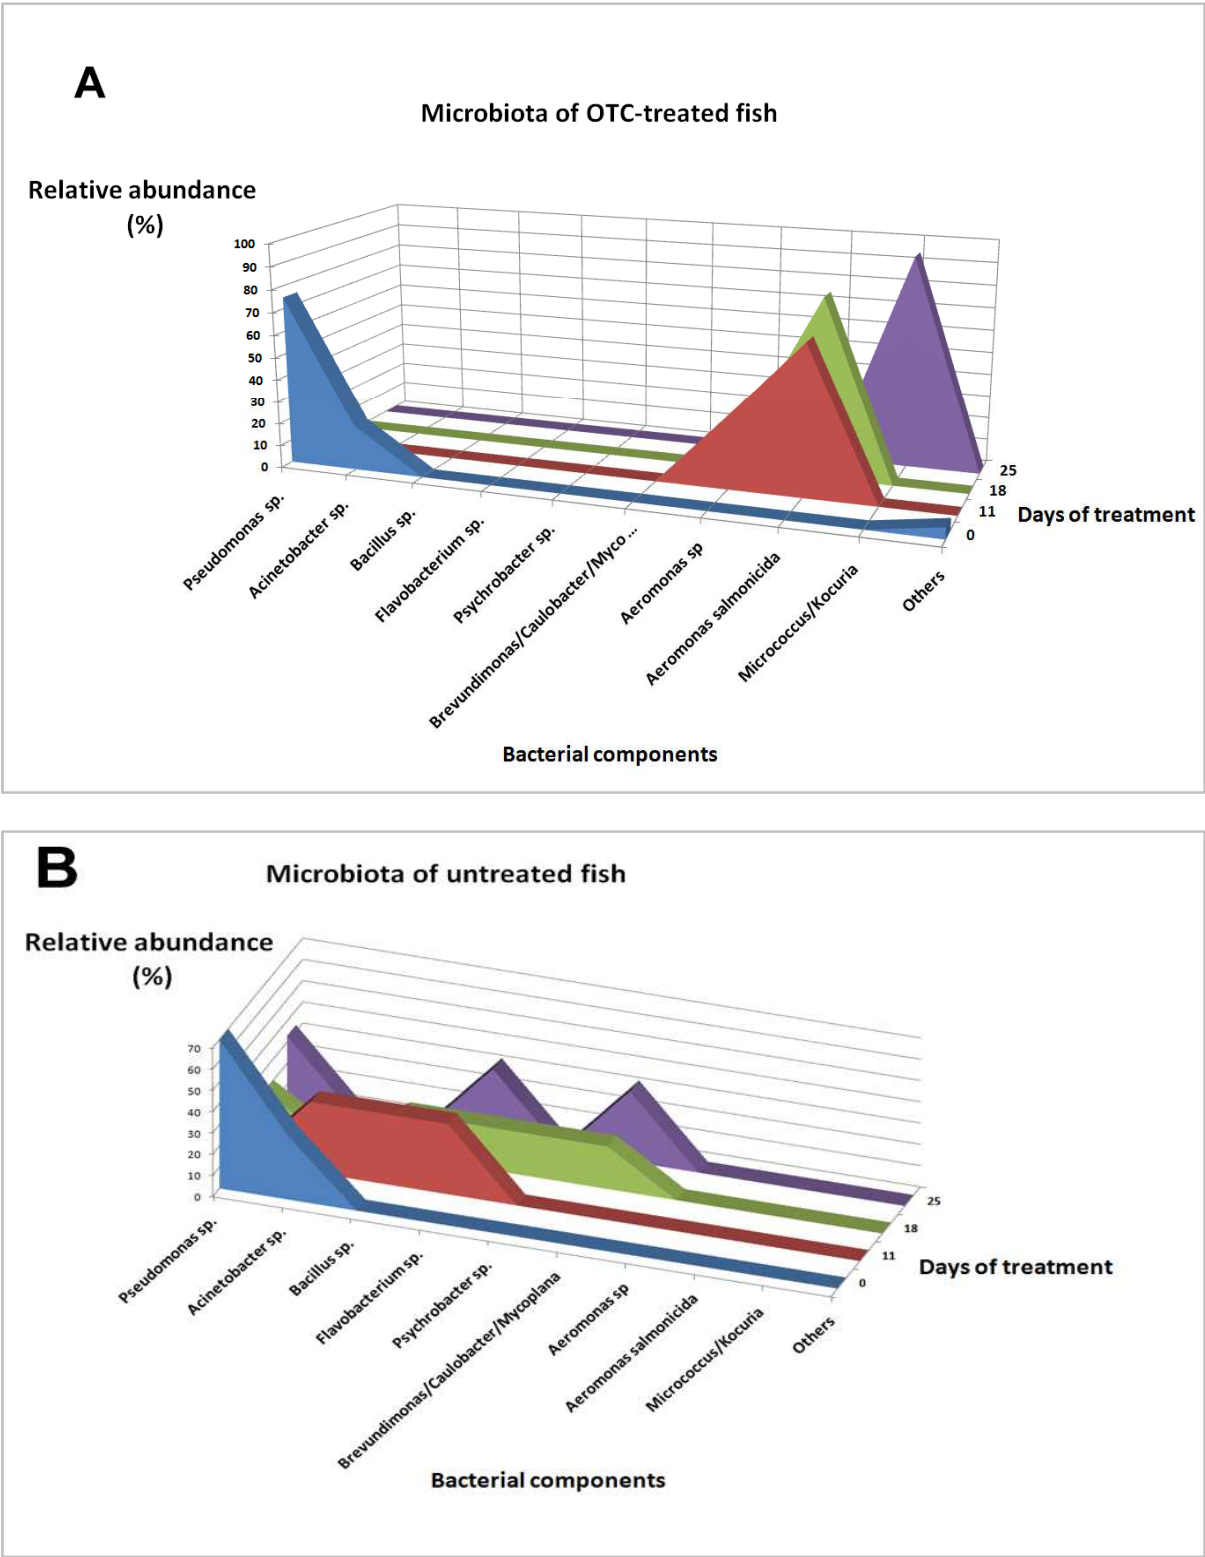 A
Microbiota of OTC-treated fish
Relative abundance
(%)
100
90
80
70
60
50
40
30
20
10
0
25
18
11
0
Days of treatment
Pseudomonas sp.
Acinetobacter sp.
Bacillus sp.
Flavobacterium sp.
Psychrobacter sp.
Brevundimonas/Caulobacter/Myco ...
Aeromonas sp
Aeromonas salmonicida
Micrococcus/Kocuria
Others
Bacterial components
B
Microbiota of untreated fish
Relative abundance
(%)
70
60
50
40
30
20
10
0
25
18
11
0
Days of treatment
Pseudomonas sp.
Acinetobacter sp.
Bacillus sp.
Flavobacterium sp.
Psychrobacter sp.
Brevundimonas/Caulobacter/Mycoplana
Aeromonas sp
Aeromonas salmonicida
Micrococcus/Kocuria
Others
Bacterial components